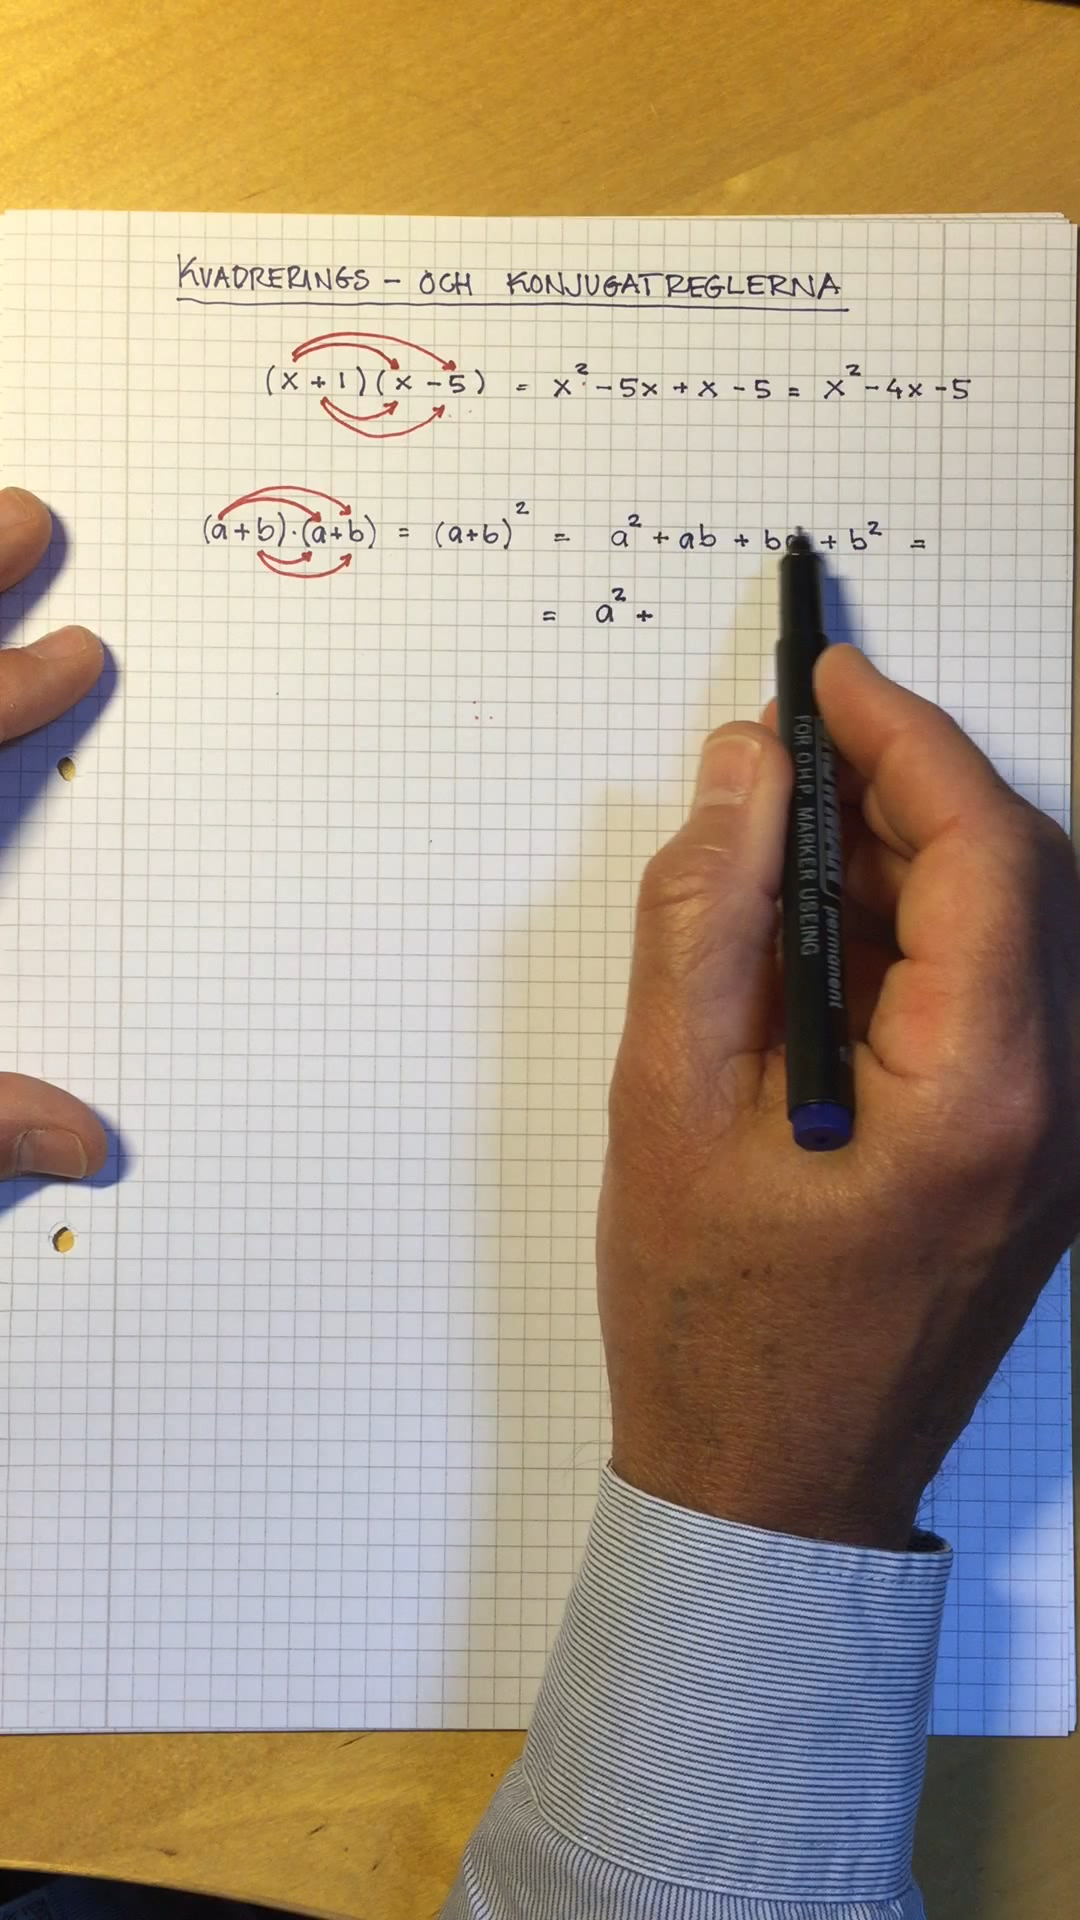 KVADRERINGS - OCH KONJUGATREGLERNA
(x + 1)(x - 5) = x² - 5x + x - 5 = x² - 4x - 5
(a+b)·(a+b) = (a+b)² = a² + ab + ba + b² =
= a² +
permanent
FOR O.H.P. MARKER USEING